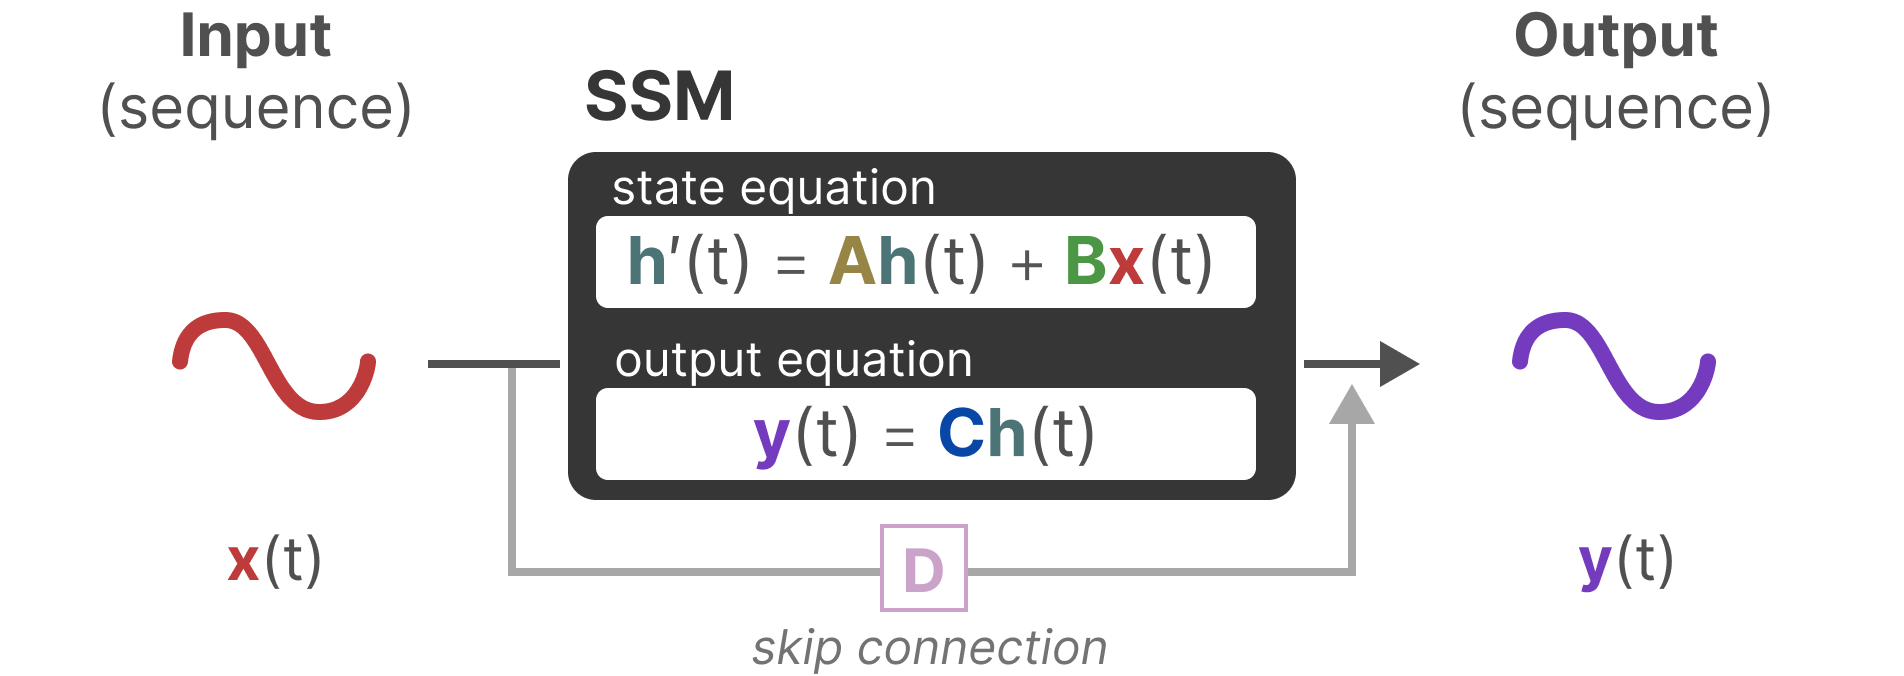 Input
(sequence)
SSM
Output
(sequence)
state equation
h′(t) = Ah(t) + Bx(t)
output equation
y(t) = Ch(t)
x(t)
D
skip connection
y(t)